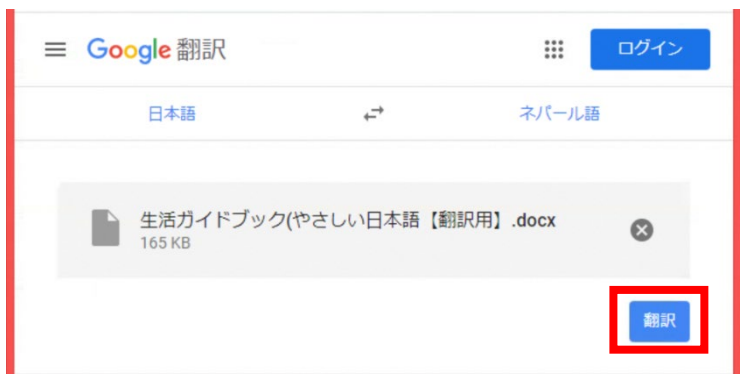 Google 翻訳 ログイン
日本語 ネパール語
生活ガイドブック(やさしい日本語【翻訳用】.docx
165 KB
翻訳